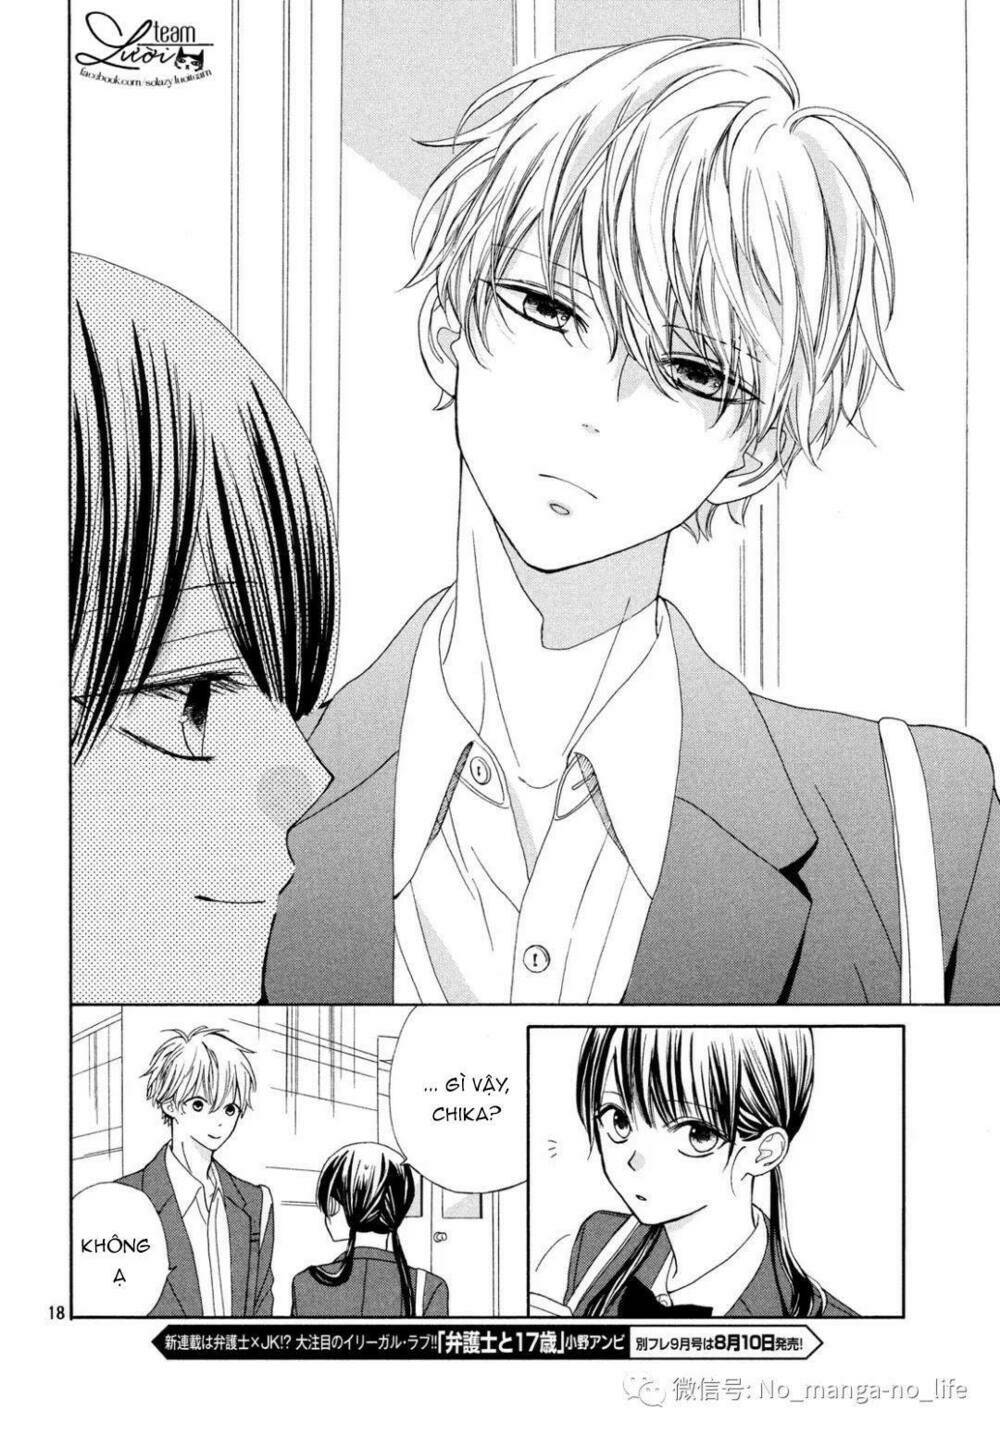 team
Lười
facebook.com/solazy.luoiteam
... GÌ VẬY,
CHIKA?
KHÔNG
Ạ
18
新連載は弁護士×JK!? 大注目のイリーガル・ラブ!!「弁護士と17歳」小野アンビ 別フレ9月号は8月10日発売!
微信号: No_manga-no_life